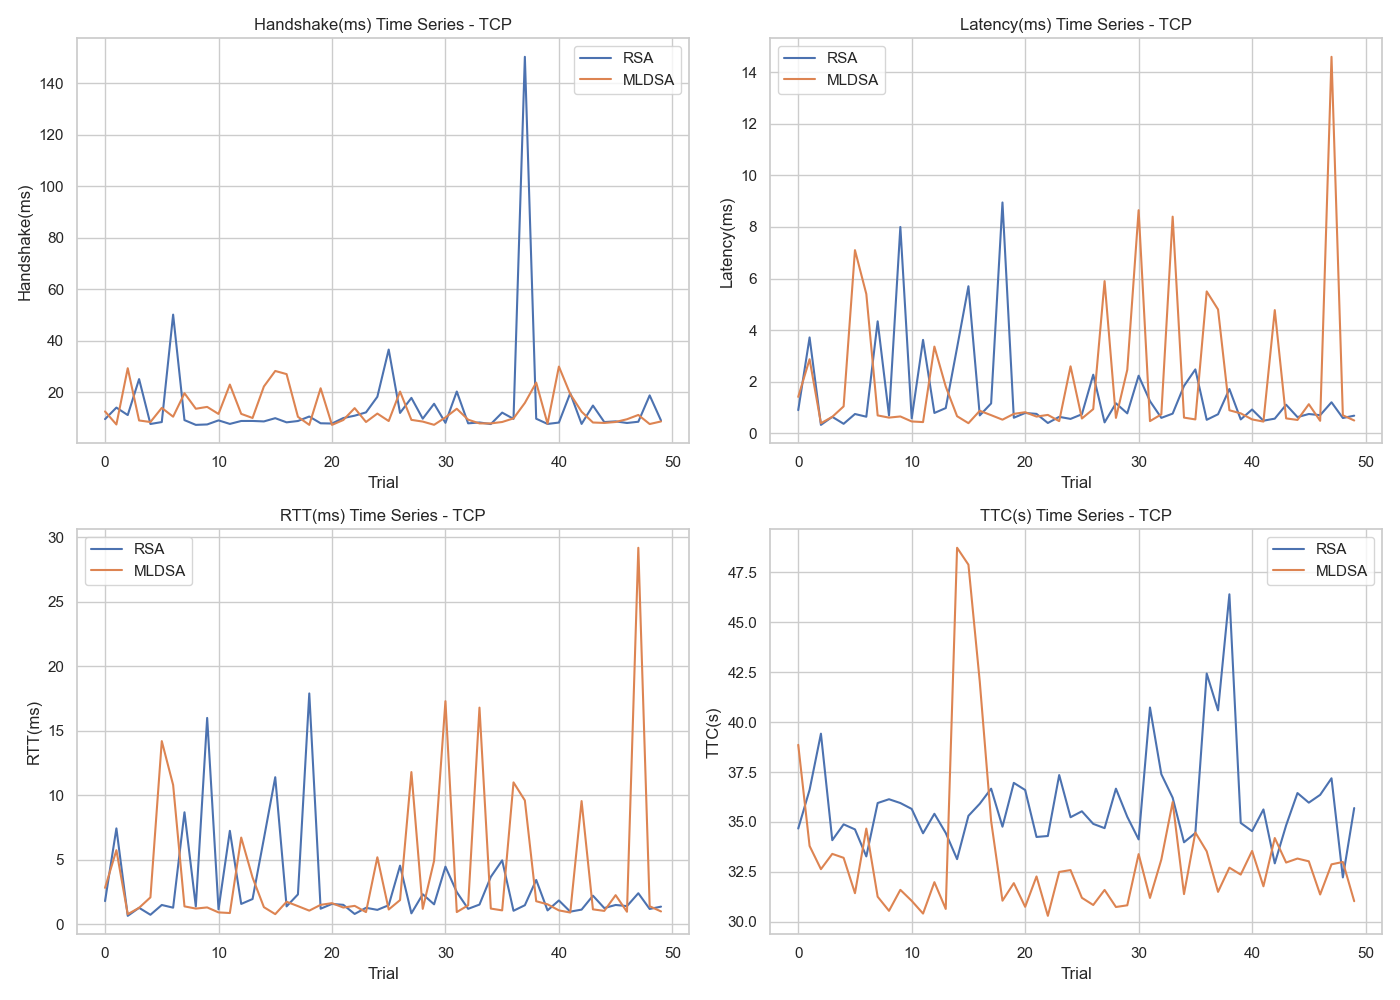 Handshake(ms) Time Series - TCP
RSA
MLDSA
Handshake(ms)
140
120
100
80
60
40
20
0 10 20 30 40 50
Trial
Latency(ms) Time Series - TCP
RSA
MLDSA
Latency(ms)
14
12
10
8
6
4
2
0
0 10 20 30 40 50
Trial
RTT(ms) Time Series - TCP
RSA
MLDSA
RTT(ms)
30
25
20
15
10
5
0
0 10 20 30 40 50
Trial
TTC(s) Time Series - TCP
RSA
MLDSA
TTC(s)
47.5
45.0
42.5
40.0
37.5
35.0
32.5
30.0
0 10 20 30 40 50
Trial